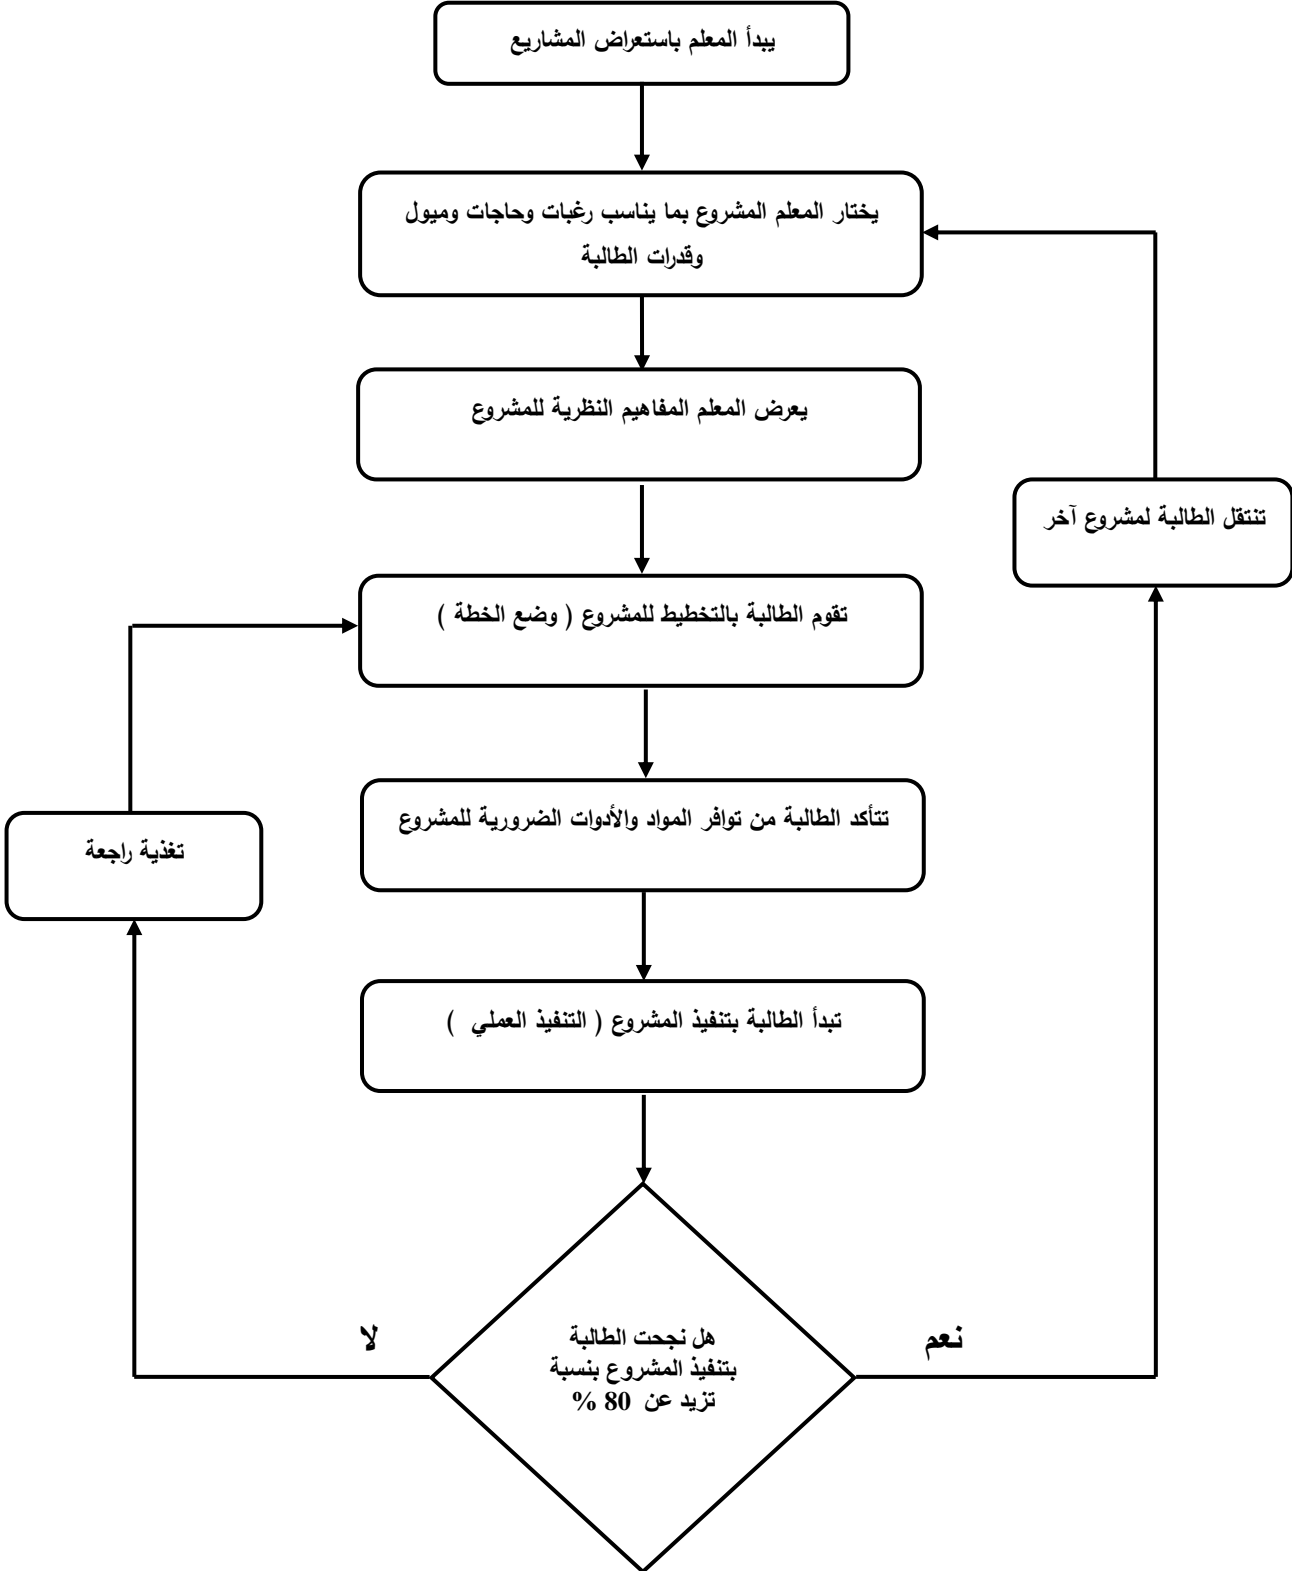 يبدأ المعلم باستعراض المشاريع
يختار المعلم المشروع بما يناسب رغبات وحاجات وميول
وقدرات الطالبة
يعرض المعلم المفاهيم النظرية للمشروع
تنتقل الطالبة لمشروع آخر
تقوم الطالبة بالتخطيط للمشروع ( وضع الخطة )
تتأكد الطالبة من توافر المواد والأدوات الضرورية للمشروع
تغذية راجعة
تبدأ الطالبة بتنفيذ المشروع ( التنفيذ العملي )
نعم
لا
هل نجحت الطالبة
بتنفيذ المشروع بنسبة
تزيد عن 80 %